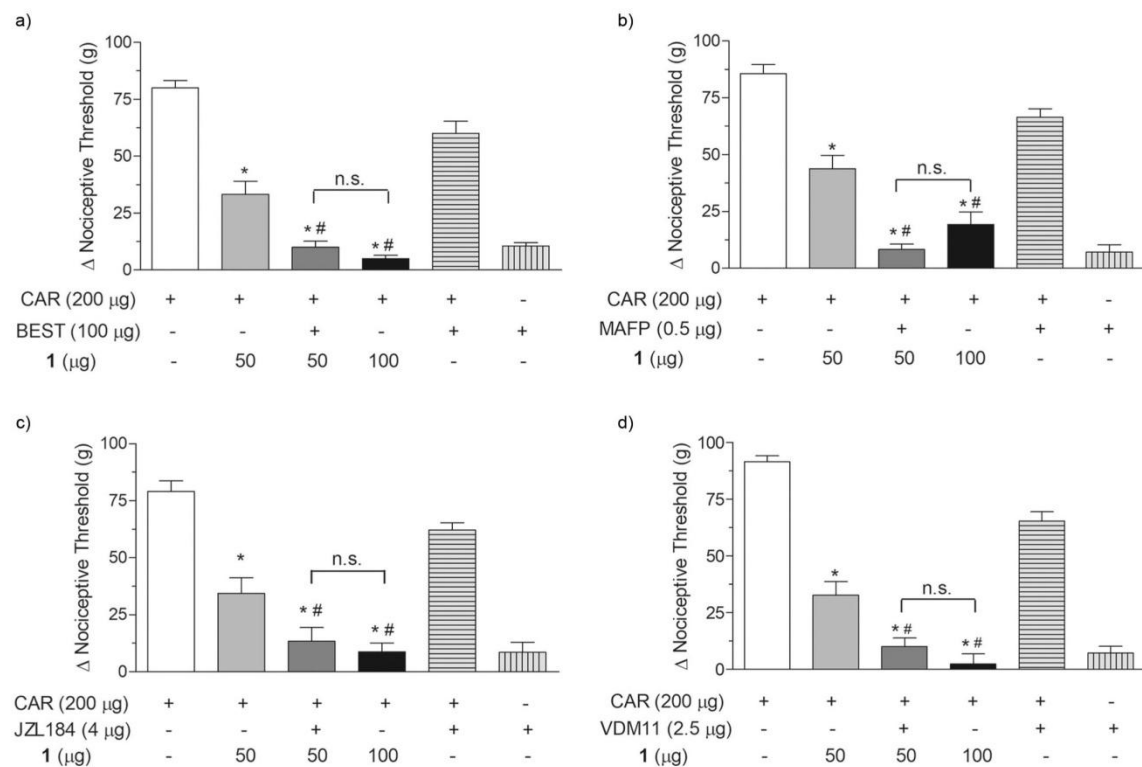 a)
Δ Nociceptive Threshold (g)
100
75
50
25
0
*
* #
n.s.
* #
CAR (200 μg) + + + + + -
BEST (100 μg) - - + - + +
1 (μg) - 50 50 100 - -
b)
Δ Nociceptive Threshold (g)
100
75
50
25
0
*
* #
n.s.
* #
CAR (200 μg) + + + + + -
MAFP (0.5 μg) - - + - + +
1 (μg) - 50 50 100 - -
c)
Δ Nociceptive Threshold (g)
100
75
50
25
0
*
* #
n.s.
* #
CAR (200 μg) + + + + + -
JZL184 (4 μg) - - + - + +
1 (μg) - 50 50 100 - -
d)
Δ Nociceptive Threshold (g)
100
75
50
25
0
*
* #
n.s.
* #
CAR (200 μg) + + + + + -
VDM11 (2.5 μg) - - + - + +
1 (μg) - 50 50 100 - -